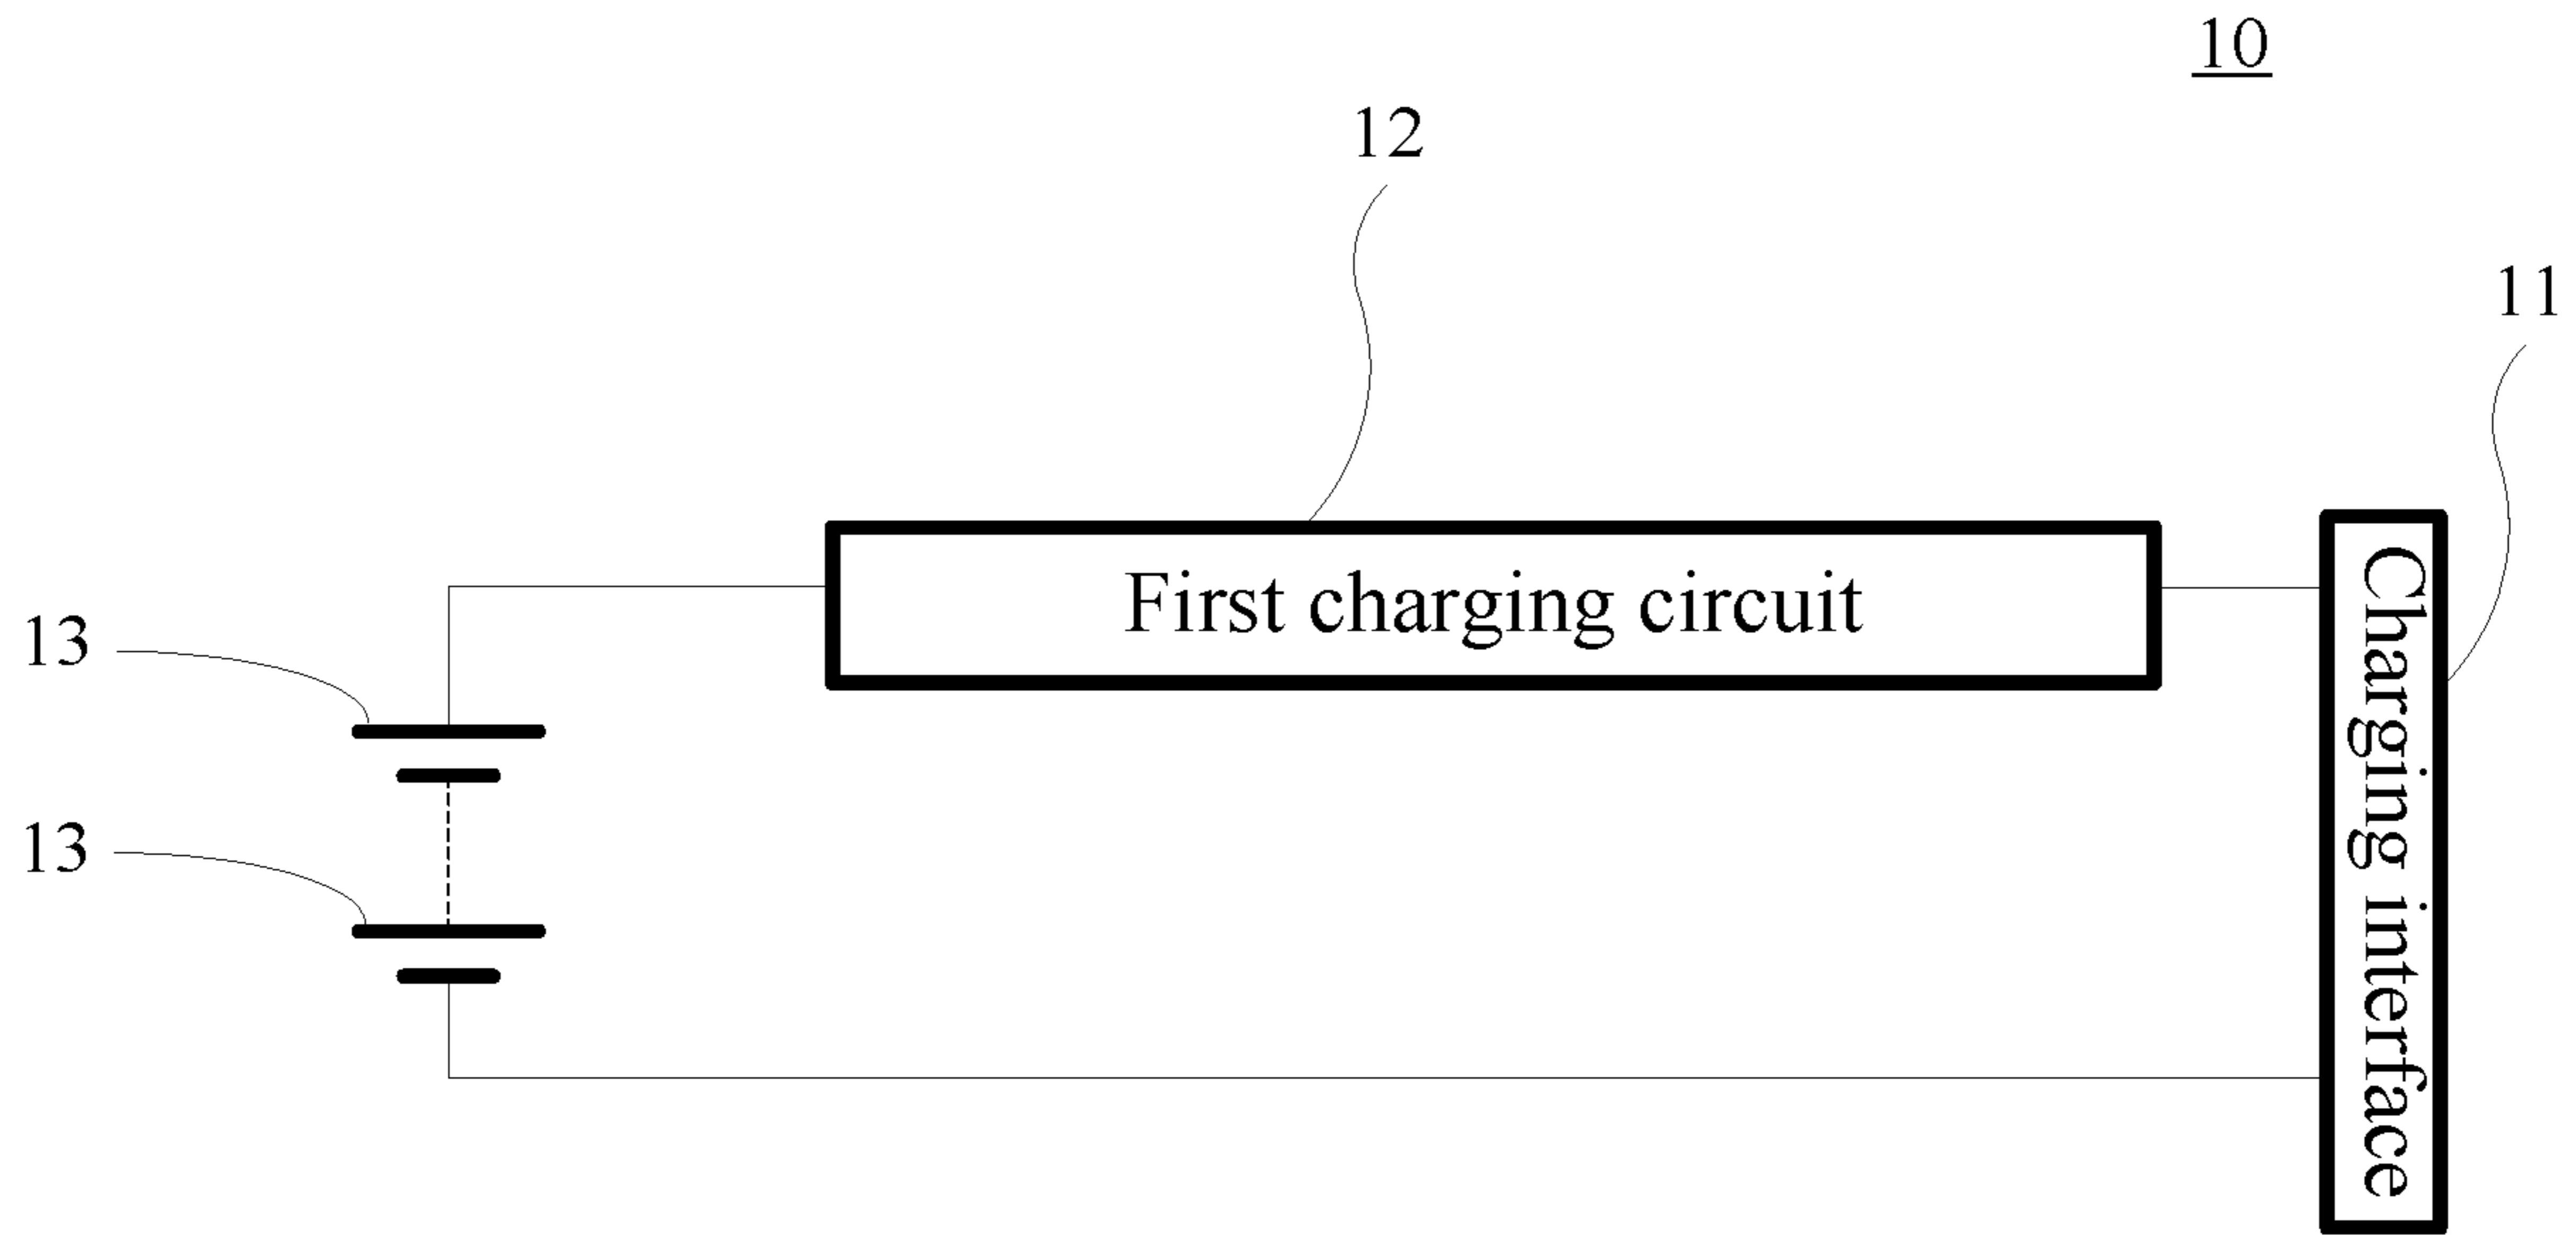 10
12
11
First charging circuit
Charging interface
13
13